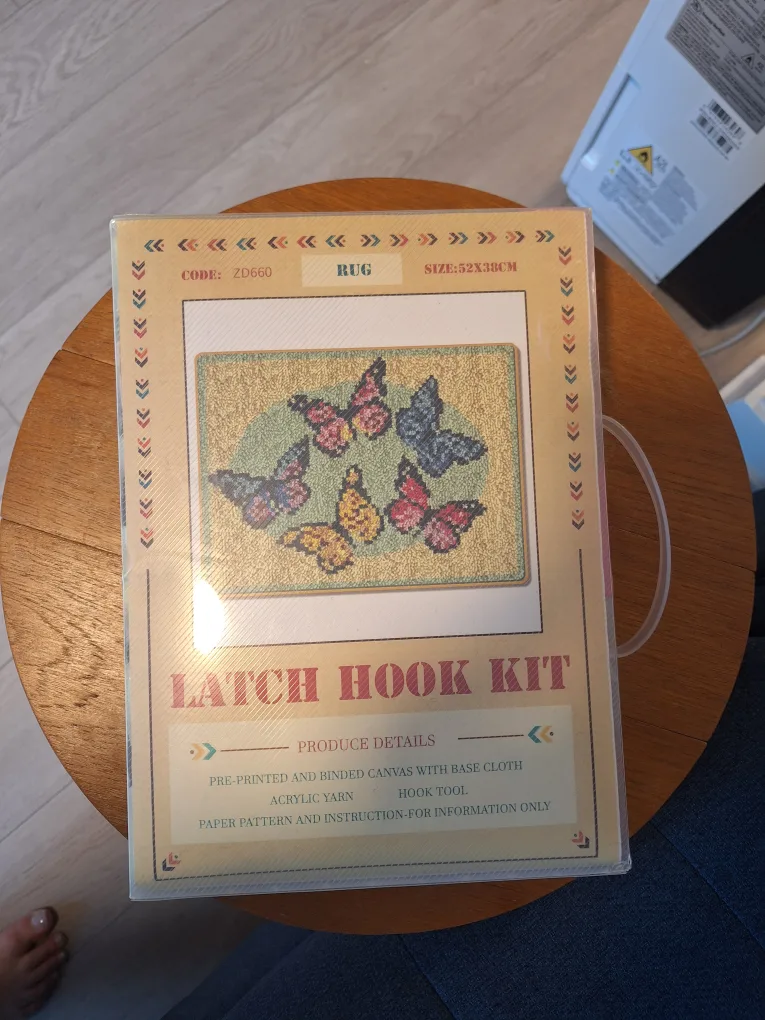 CODE: ZD660 RUG SIZE:52X38CM
LATCH HOOK KIT
PRODUCE DETAILS
PRE-PRINTED AND BINDED CANVAS WITH BASE CLOTH
ACRYLIC YARN HOOK TOOL
PAPER PATTERN AND INSTRUCTION-FOR INFORMATION ONLY